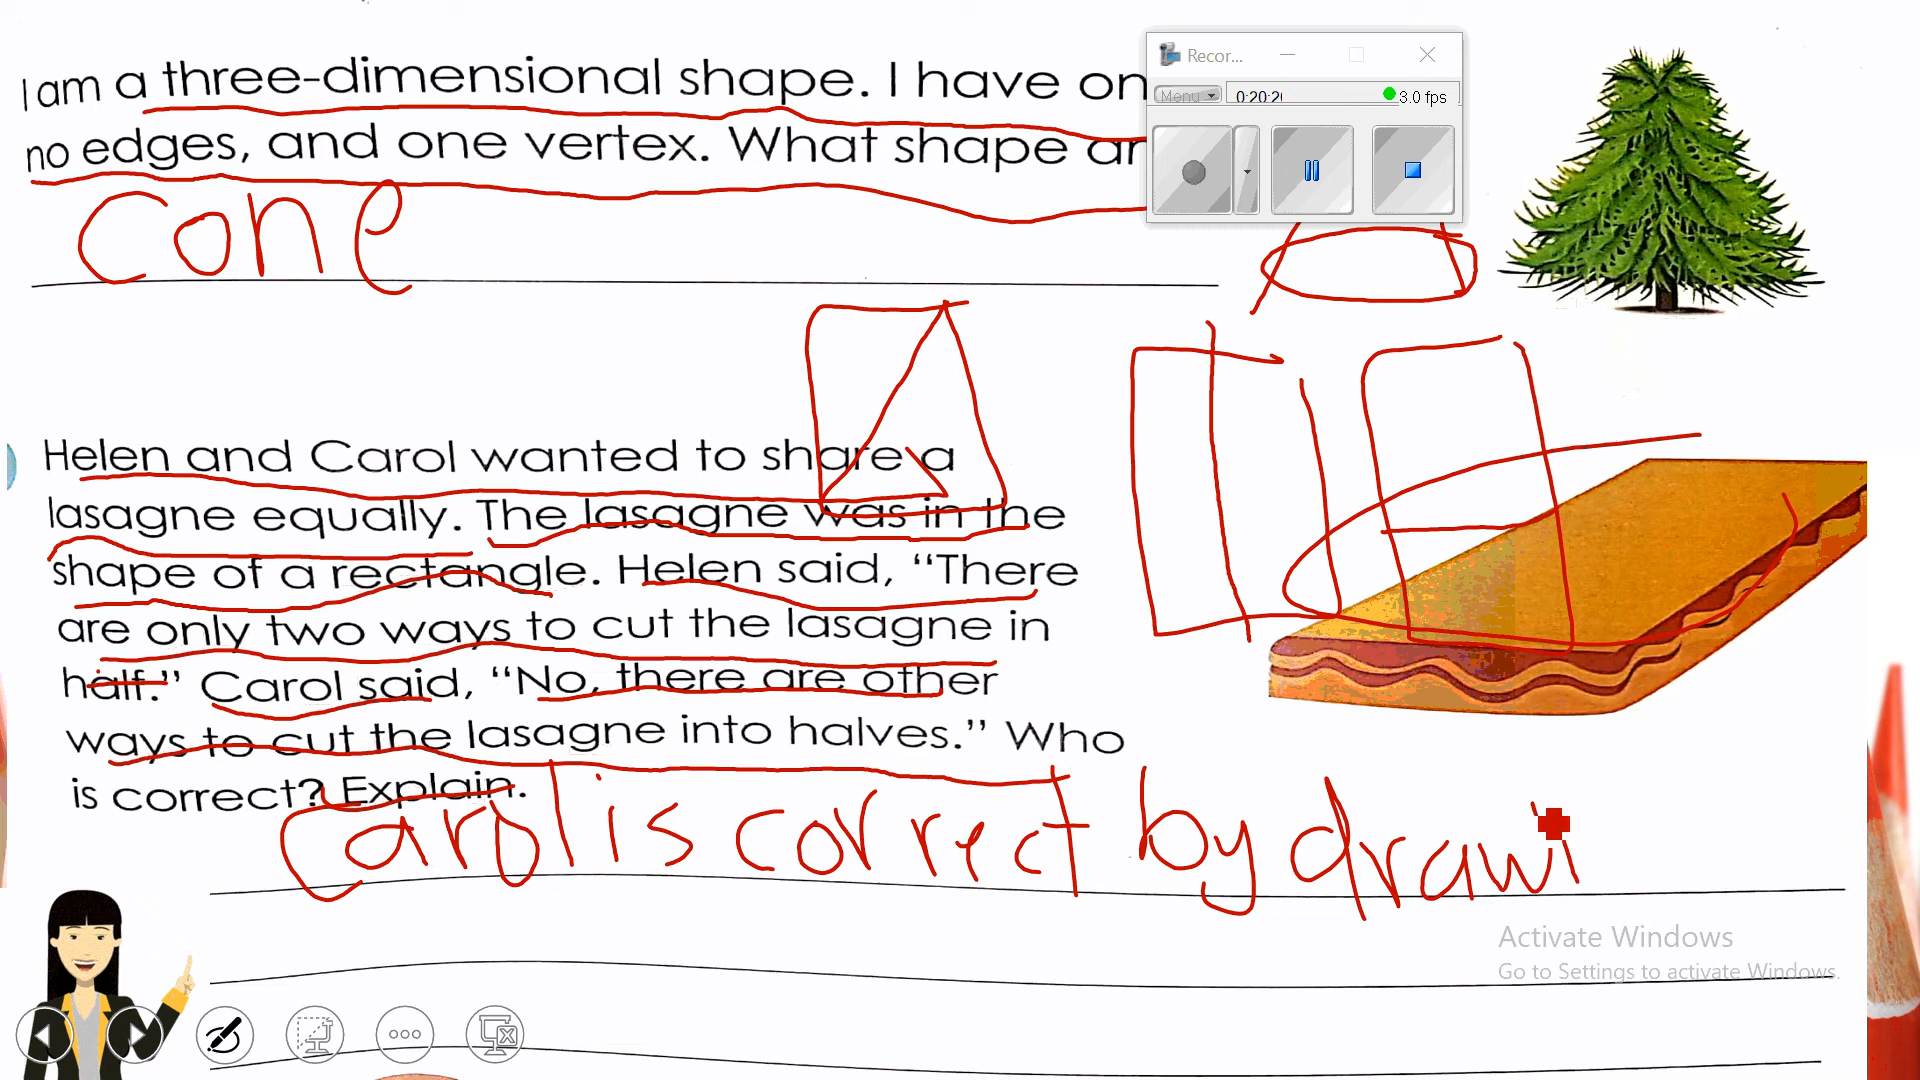 I am a three-dimensional shape. I have on
no edges, and one vertex. What shape
cone
Helen and Carol wanted to share a
lasagne equally. The lasagne was in the
shape of a rectangle. Helen said, “There
are only two ways to cut the lasagne in
half.” Carol said, “No, there are other
ways to cut the lasagne into halves.” Who
is correct? Explain.
Carol is correct by drawi
Recor...
Menu
0:20:20
3.0 fps
Activate Windows
Go to Settings to activate Windows.